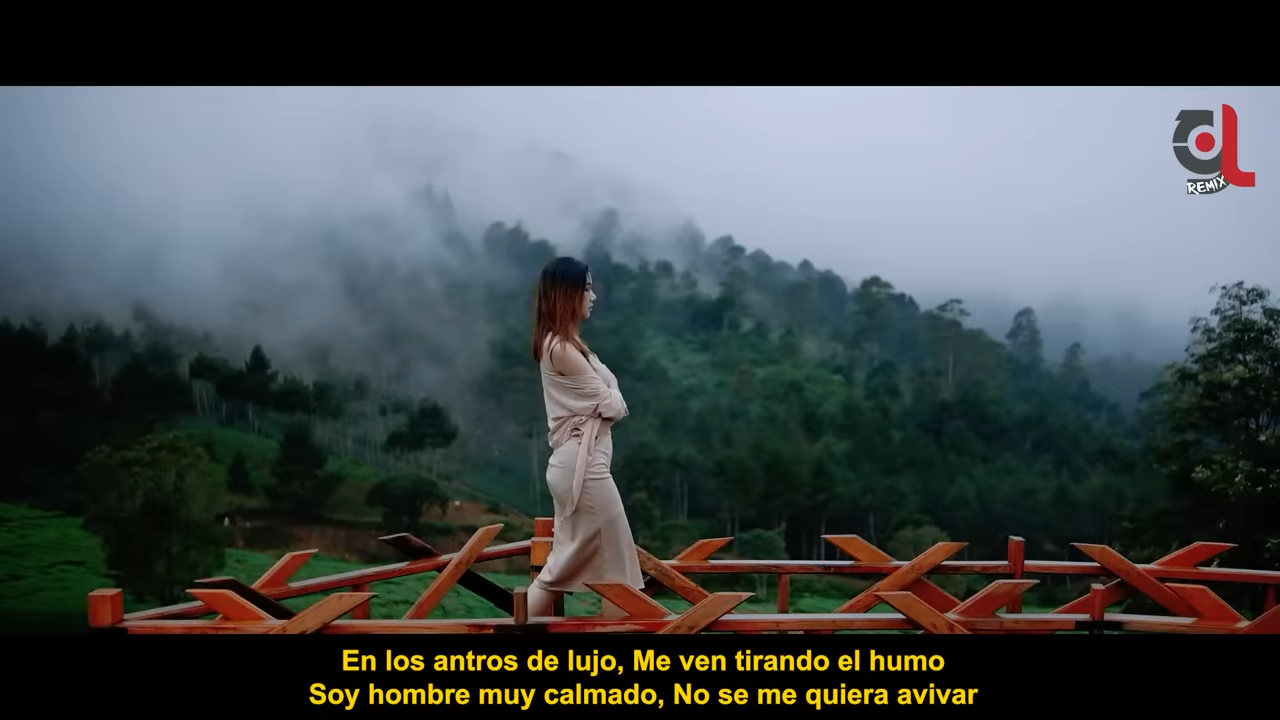 REMIX
En los antros de lujo, Me ven tirando el humo
Soy hombre muy calmado, No se me quiera avivar